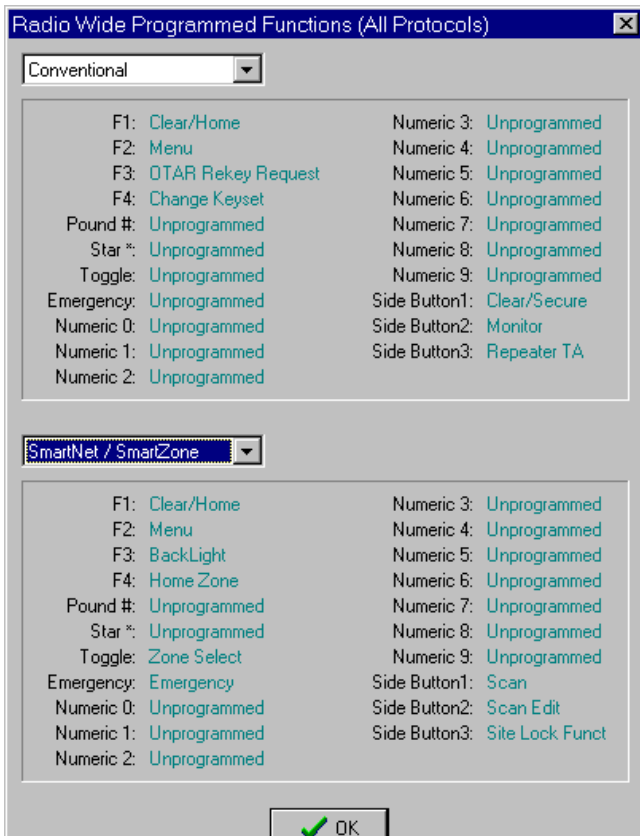 Radio Wide Programmed Functions (All Protocols)
Conventional
F1: Clear/Home Numeric 3: Unprogrammed
F2: Menu Numeric 4: Unprogrammed
F3: OTAR Rekey Request Numeric 5: Unprogrammed
F4: Change Keyset Numeric 6: Unprogrammed
Pound #: Unprogrammed Numeric 7: Unprogrammed
Star *: Unprogrammed Numeric 8: Unprogrammed
Toggle: Unprogrammed Numeric 9: Unprogrammed
Emergency: Unprogrammed Side Button1: Clear/Secure
Numeric 0: Unprogrammed Side Button2: Monitor
Numeric 1: Unprogrammed Side Button3: Repeater TA
Numeric 2: Unprogrammed
SmartNet / SmartZone
F1: Clear/Home Numeric 3: Unprogrammed
F2: Menu Numeric 4: Unprogrammed
F3: BackLight Numeric 5: Unprogrammed
F4: Home Zone Numeric 6: Unprogrammed
Pound #: Unprogrammed Numeric 7: Unprogrammed
Star *: Unprogrammed Numeric 8: Unprogrammed
Toggle: Zone Select Numeric 9: Unprogrammed
Emergency: Emergency Side Button1: Scan
Numeric 0: Unprogrammed Side Button2: Scan Edit
Numeric 1: Unprogrammed Side Button3: Site Lock Funct
Numeric 2: Unprogrammed
OK